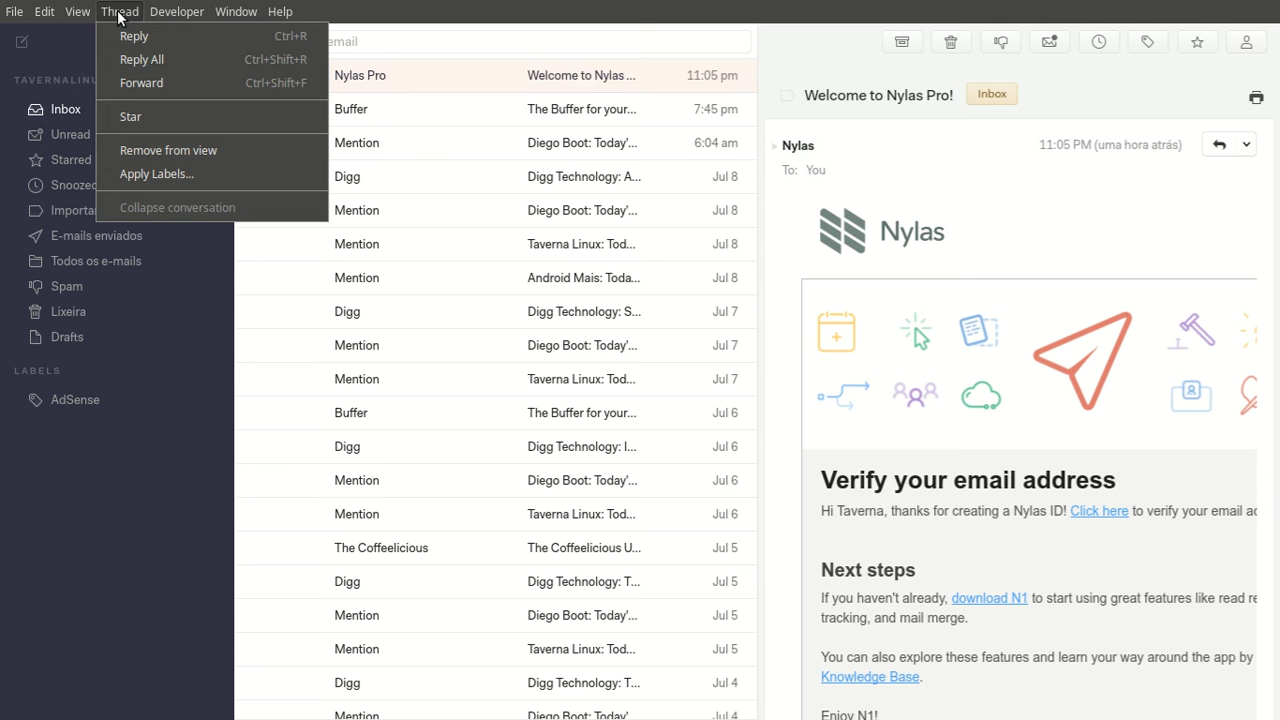 File Edit View Thread Developer Window Help
Reply Ctrl+R
Reply All Ctrl+Shift+R
Forward Ctrl+Shift+F
Star
Remove from view
Apply Labels...
Collapse conversation
email
TAVERNALINU
Inbox
Unread
Starred
Snoozed
Importa
E-mails enviados
Todos os e-mails
Spam
Lixeira
Drafts
LABELS
AdSense
Nylas Pro Welcome to Nylas ... 11:05 pm
Buffer The Buffer for your... 7:45 pm
Mention Diego Boot: Today'... 6:04 am
Digg Digg Technology: A... Jul 8
Mention Diego Boot: Today'... Jul 8
Mention Taverna Linux: Tod... Jul 8
Mention Android Mais: Toda... Jul 8
Digg Digg Technology: S... Jul 7
Mention Diego Boot: Today'... Jul 7
Mention Taverna Linux: Tod... Jul 7
Buffer The Buffer for your... Jul 6
Digg Digg Technology: I... Jul 6
Mention Diego Boot: Today'... Jul 6
Mention Taverna Linux: Tod... Jul 6
The Coffeelicious The Coffeelicious U... Jul 5
Digg Digg Technology: T... Jul 5
Mention Diego Boot: Today'... Jul 5
Mention Taverna Linux: Tod... Jul 5
Digg Digg Technology: T... Jul 4
Mention Diego Boot: Today'... Jul 4
Welcome to Nylas Pro! Inbox
Nylas 11:05 PM (uma hora atrás)
To: You
Nylas
Verify your email address
Hi Taverna, thanks for creating a Nylas ID! Click here to verify your email ad
Next steps
If you haven't already, download N1 to start using great features like read re
tracking, and mail merge.
You can also explore these features and learn your way around the app by
Knowledge Base.
Enjoy N1!